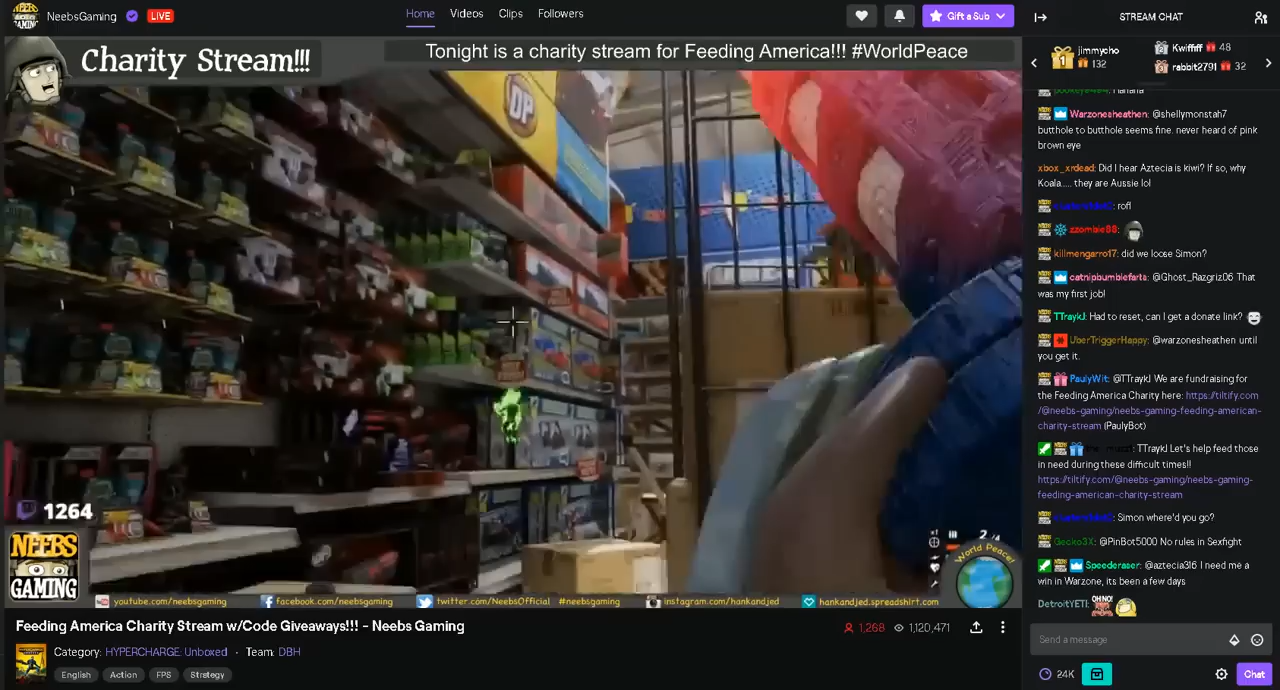 NeebsGaming
LIVE
Home
Videos
Clips
Followers
Gift a Sub
STREAM CHAT
jimmycho
132
Kwiffiff 48
rabbit2791 32
Charity Stream!!!
Tonight is a charity stream for Feeding America!!! #WorldPeace
DP
Warzonesheathen: @shellymonstah7
butthole to butthole seems fine. never heard of pink
brown eye
xbox_xrdead: Did I hear Aztecia is kiwi? If so, why
Koala..... they are Aussie lol
: rofl
zzombie88:
killmengarro17: did we loose Simon?
catnipbumblefarts: @Ghost_Razgriz06 That
was my first job!
TTraykJ: Had to reset, can I get a donate link?
UberTriggerHappy: @warzonesheathen until
you get it.
PaulyWit: @TTraykJ We are fundraising for
the Feeding America Charity here: https://tiltify.com
/@neebs-gaming/neebs-gaming-feeding-american-
charity-stream (PaulyBot)
: TTraykJ Let's help feed those
in need during these difficult times!!
https://tiltify.com/@neebs-gaming/neebs-gaming-
feeding-american-charity-stream
: Simon where'd you go?
Gecko3X: @PinBot5000 No rules in Sexfight
Speederaser: @aztecia316 I need me a
win in Warzone, its been a few days
DetroitYETI: OH NO!
Send a message
24K
Chat
1264
NEEBS
GAMING
x1
2/4
World Peace!
youtube.com/neebsgaming
facebook.com/neebsgaming
twitter.com/NeebsOfficial #neebsgaming
instagram.com/hankandjed
hankandjed.spreadshirt.com
Feeding America Charity Stream w/Code Giveaways!!! - Neebs Gaming
1,268
1,120,471
Category: HYPERCHARGE: Unboxed · Team: DBH
English
Action
FPS
Strategy